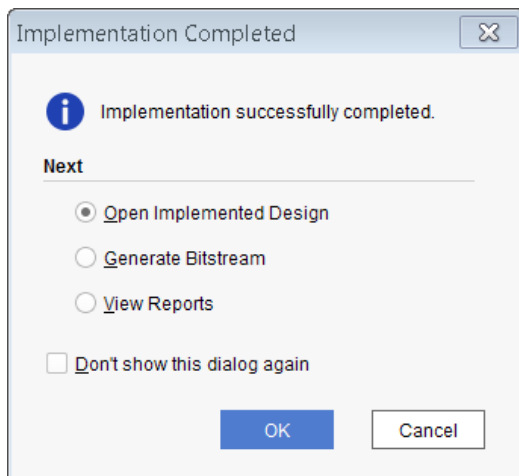 Implementation Completed
Implementation successfully completed.
Next
Open Implemented Design
Generate Bitstream
View Reports
Don't show this dialog again
OK
Cancel